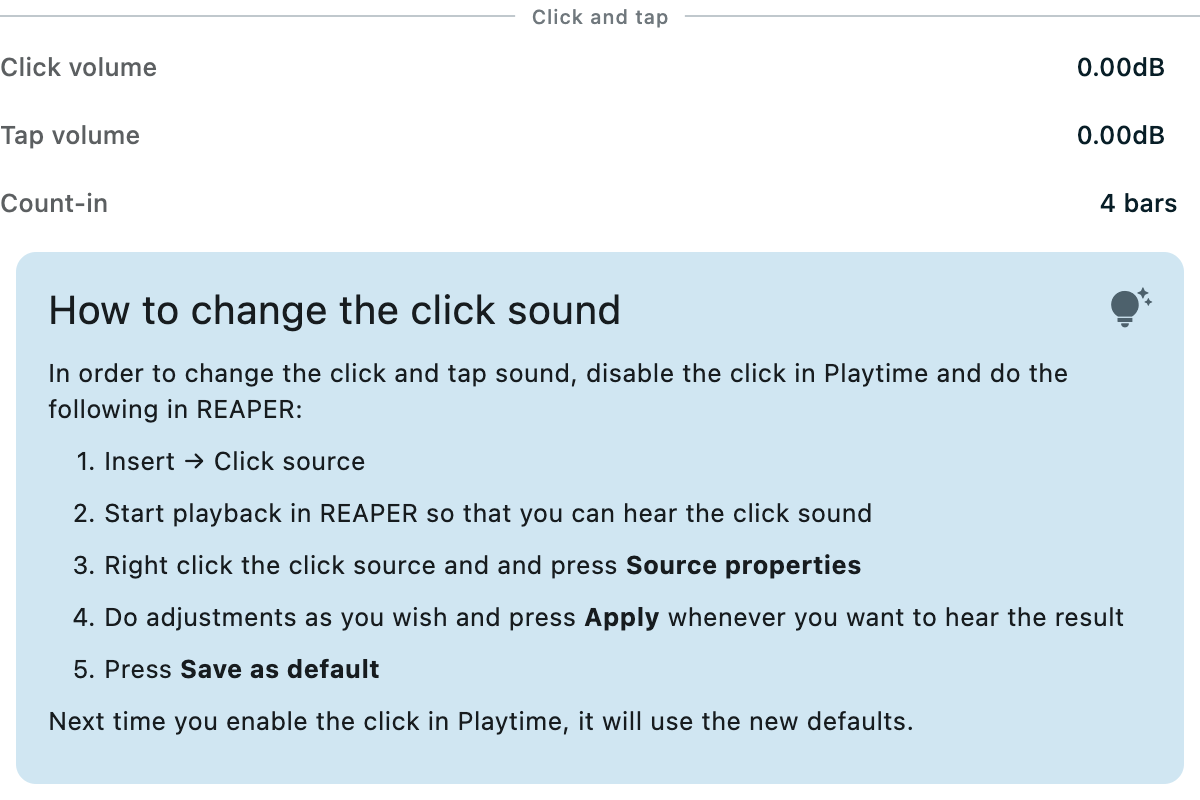 Click and tap
Click volume 0.00dB
Tap volume 0.00dB
Count-in 4 bars
How to change the click sound
In order to change the click and tap sound, disable the click in Playtime and do the
following in REAPER:
1. Insert → Click source
2. Start playback in REAPER so that you can hear the click sound
3. Right click the click source and and press Source properties
4. Do adjustments as you wish and press Apply whenever you want to hear the result
5. Press Save as default
Next time you enable the click in Playtime, it will use the new defaults.